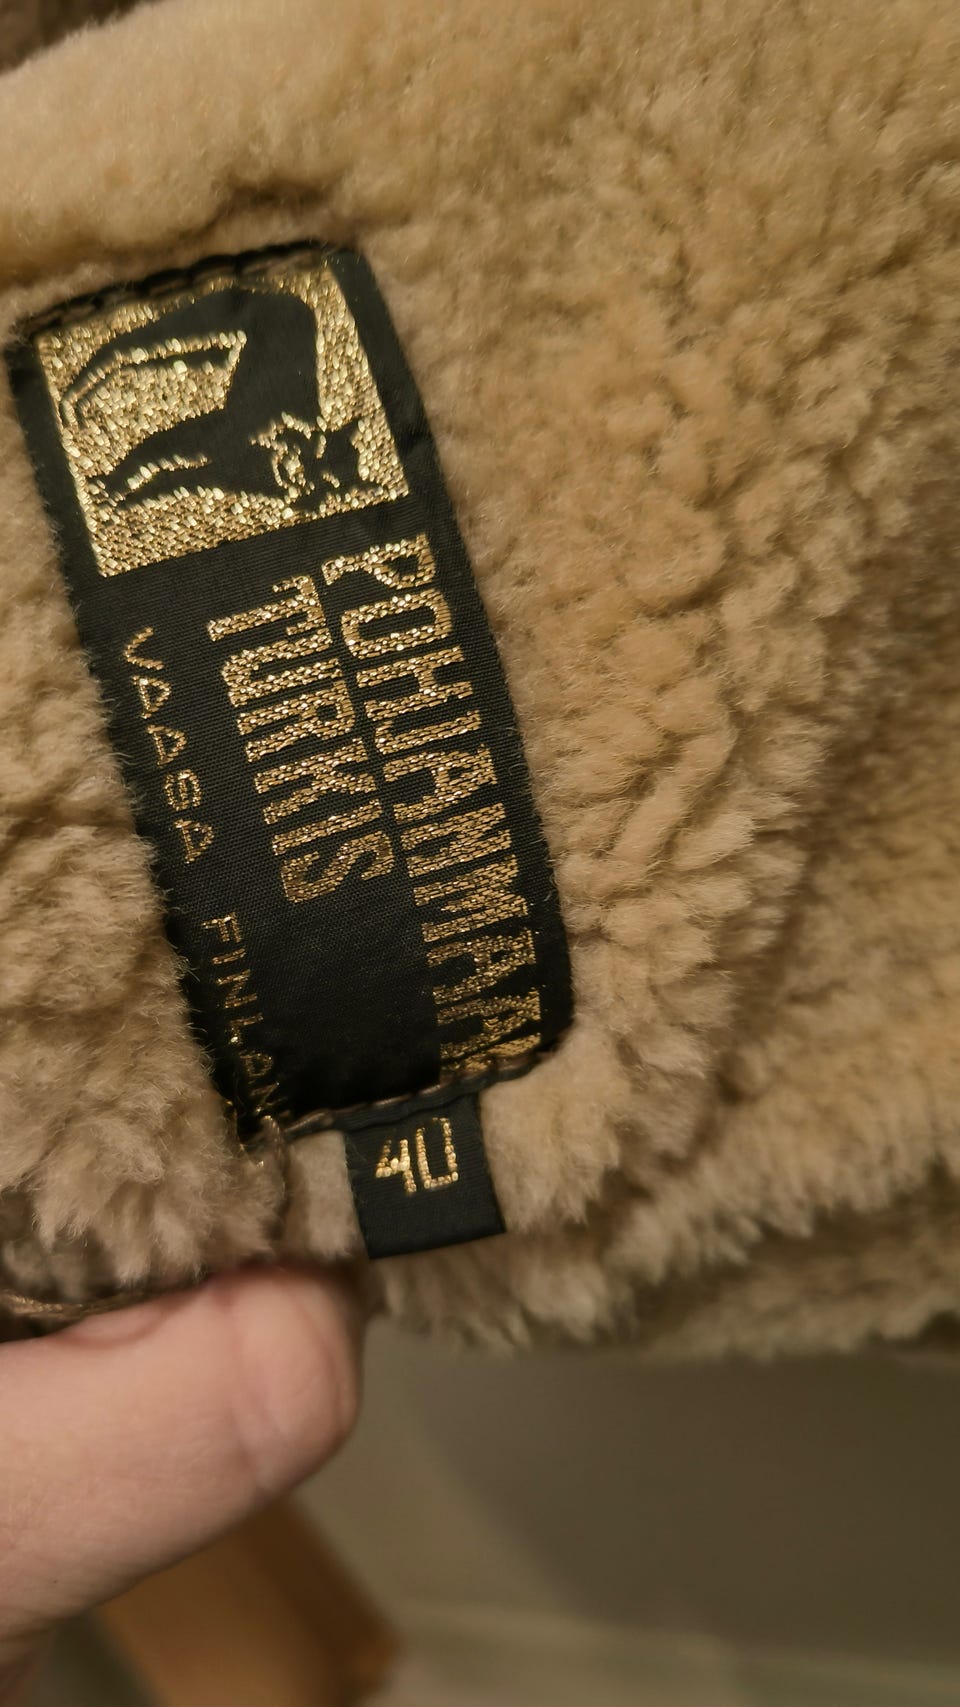 POHJANMAAN
TURKIS
VAASA FINLAND
40